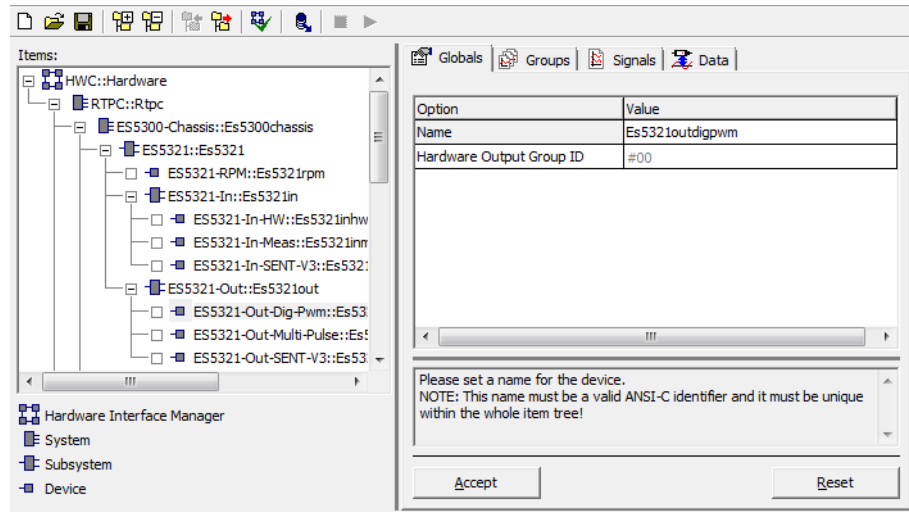 Items:
HWC::Hardware
RTPC::Rtpc
ES5300-Chassis::Es5300chassis
ES5321::Es5321
ES5321-RPM::Es5321rpm
ES5321-In::Es5321in
ES5321-In-HW::Es5321inhw
ES5321-In-Meas::Es5321inm
ES5321-In-SENT-V3::Es5321
ES5321-Out::Es5321out
ES5321-Out-Dig-Pwm::Es53
ES5321-Out-Multi-Pulse::Es5
ES5321-Out-SENT-V3::Es53
Hardware Interface Manager
System
Subsystem
Device
Globals Groups Signals Data
Option Value
Name Es5321outdigpwm
Hardware Output Group ID #00
Please set a name for the device.
NOTE: This name must be a valid ANSI-C identifier and it must be unique
within the whole item tree!
Accept Reset